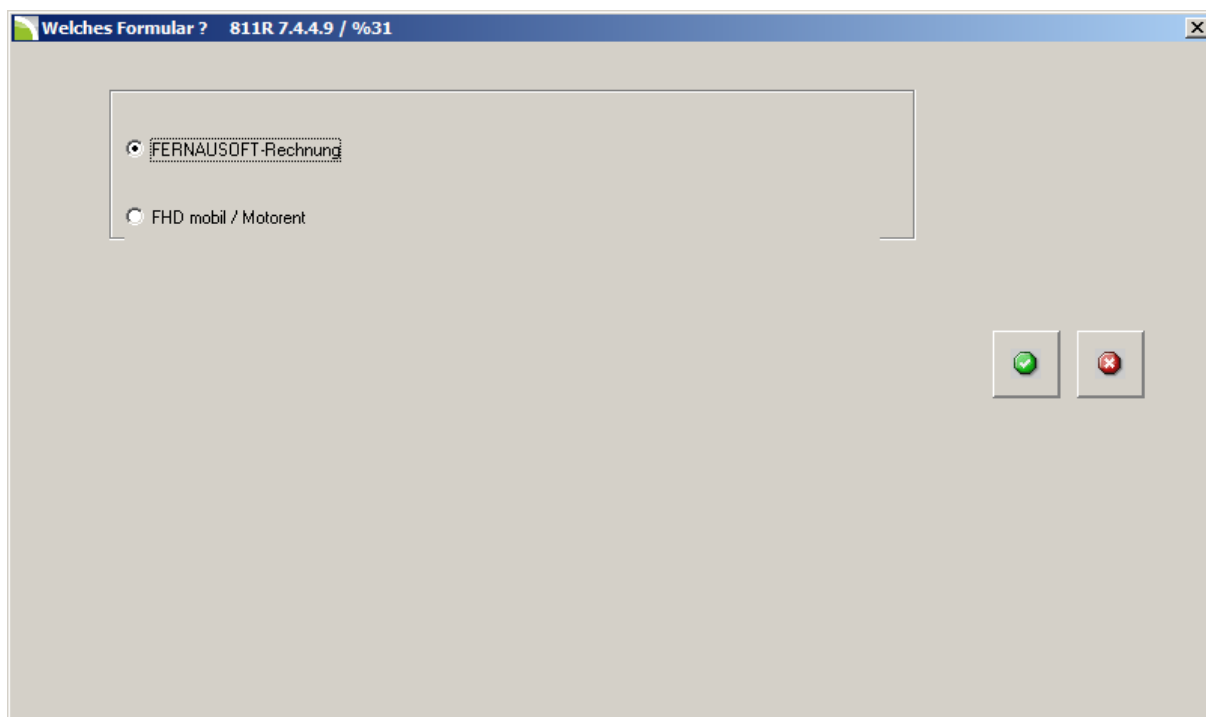 Welches Formular ? 811R 7.4.4.9 / %31
FERNAUSOFT-Rechnung
FHD mobil / Motorent